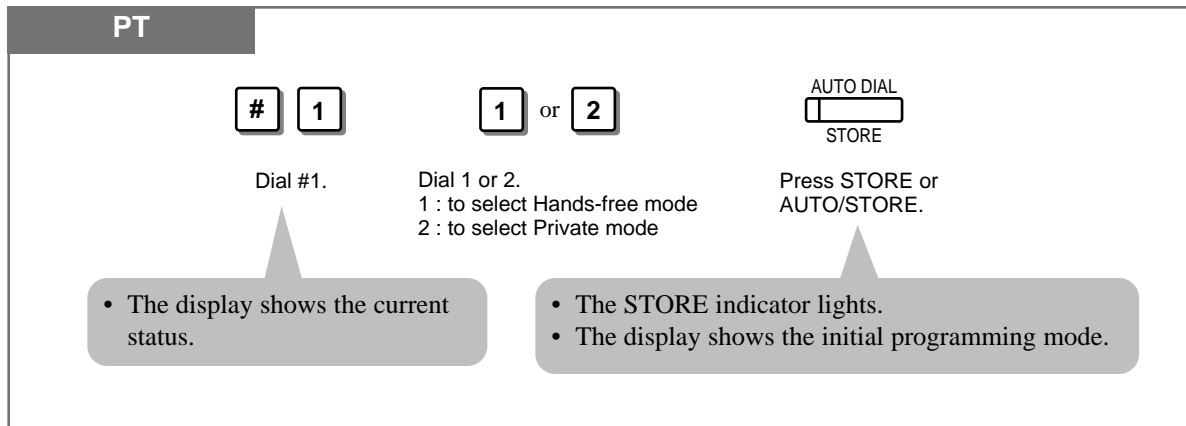 PT
# 1
1 or 2
AUTO DIAL
STORE
Dial #1.
Dial 1 or 2.
1 : to select Hands-free mode
2 : to select Private mode
Press STORE or
AUTO/STORE.
• The display shows the current
status.
• The STORE indicator lights.
• The display shows the initial programming mode.